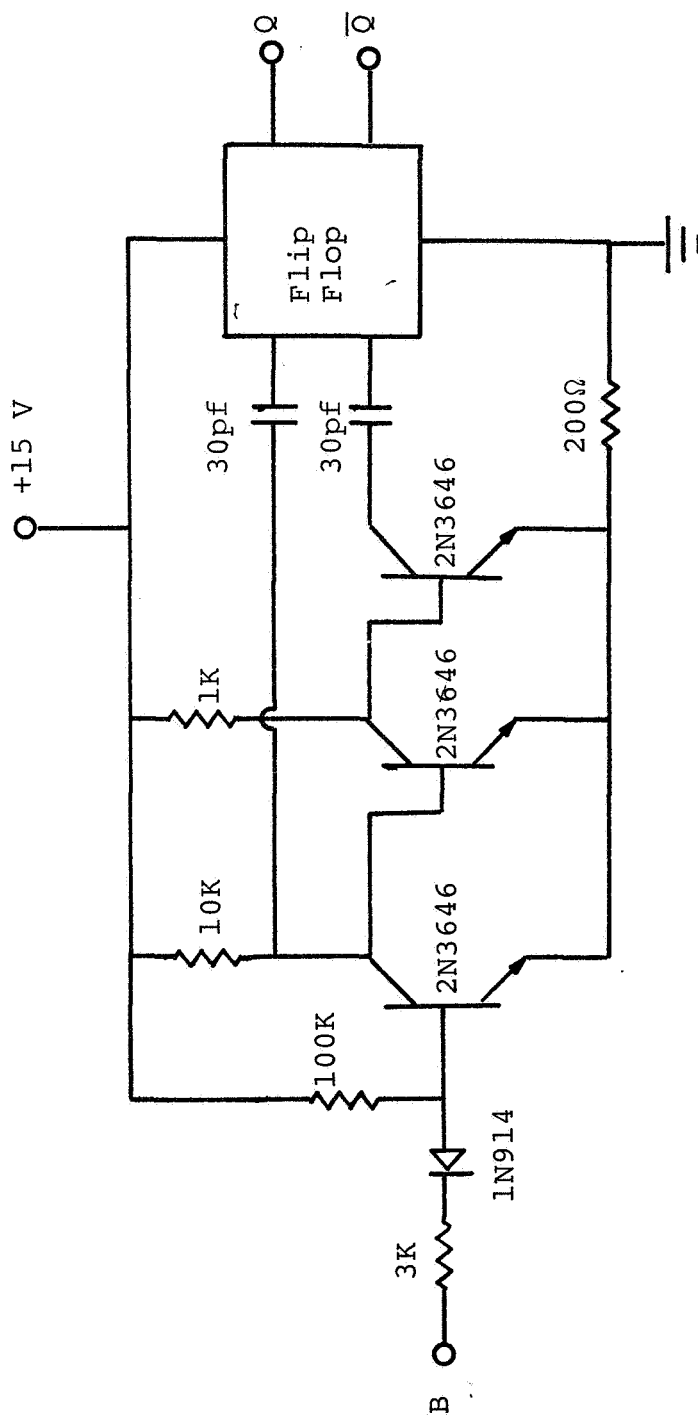 +15 V
Q
Q̅
Flip
Flop
30pf
30pf
1K
10K
100K
2N3646
2N3646
2N3646
200Ω
1N914
3K
B